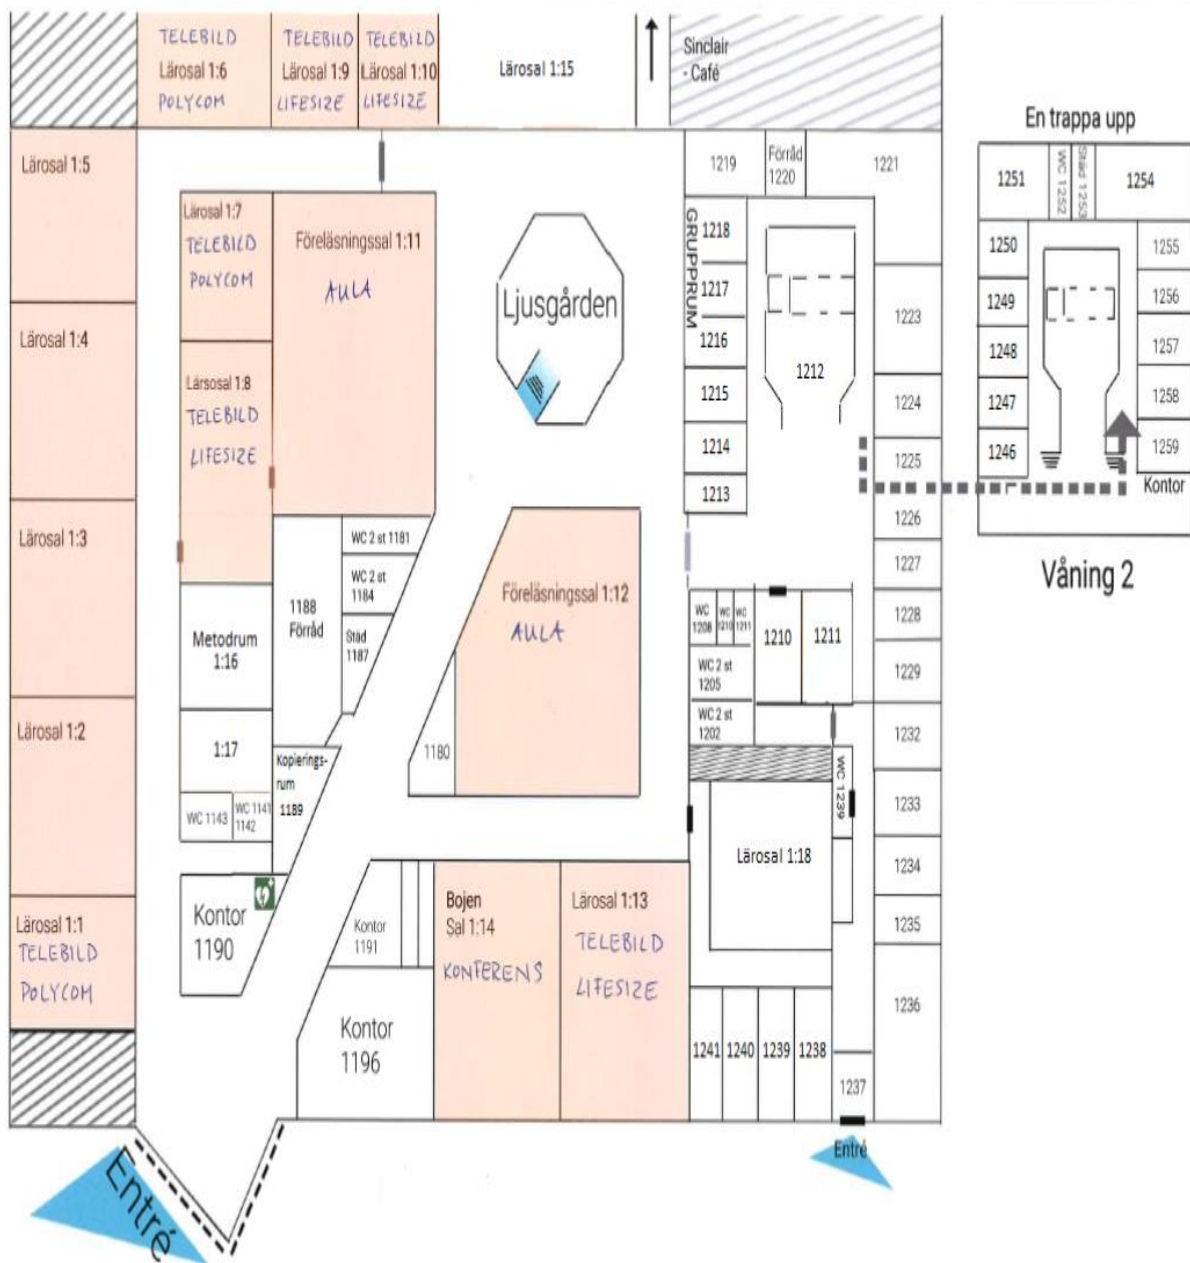 TELEBILD
Lärosal 1:6
POLYCOM
TELEBILD
Lärosal 1:9
LIFESIZE
TELEBILD
Lärosal 1:10
LIFESIZE
Lärosal 1:15
Sinclair
- Café
Lärosal 1:5
Lärosal 1:4
Lärosal 1:3
Lärosal 1:2
Lärosal 1:1
TELEBILD
POLYCOM
Lärosal 1:7
TELEBILD
POLYCOM
Lärsosal 1:8
TELEBILD
LIFESIZE
Föreläsningssal 1:11
AULA
Ljusgården
Metodrum
1:16
1:17
WC 1143
WC 1141
1142
1188
Förråd
WC 2 st 1181
WC 2 st
1184
Städ
1187
Kopierings-
rum
1189
Föreläsningssal 1:12
AULA
1180
Kontor
1190
Kontor
1191
Kontor
1196
Bojen
Sal 1:14
KONFERENS
Lärosal 1:13
TELEBILD
LIFESIZE
1219
Förråd
1220
1221
GRUPPRUM
1218
1217
1216
1215
1214
1213
1212
1223
1224
1225
1226
1227
1228
1229
1232
1233
1234
1235
1236
WC
1208
WC
1210
WC
1211
1210
1211
WC 2 st
1205
WC 2 st
1202
WC 1239
Lärosal 1:18
1241
1240
1239
1238
1237
Entré
Entré
En trappa upp
1251
WC 1252
Städ 1253
1254
1250
1249
1248
1247
1246
1255
1256
1257
1258
1259
Kontor
Våning 2